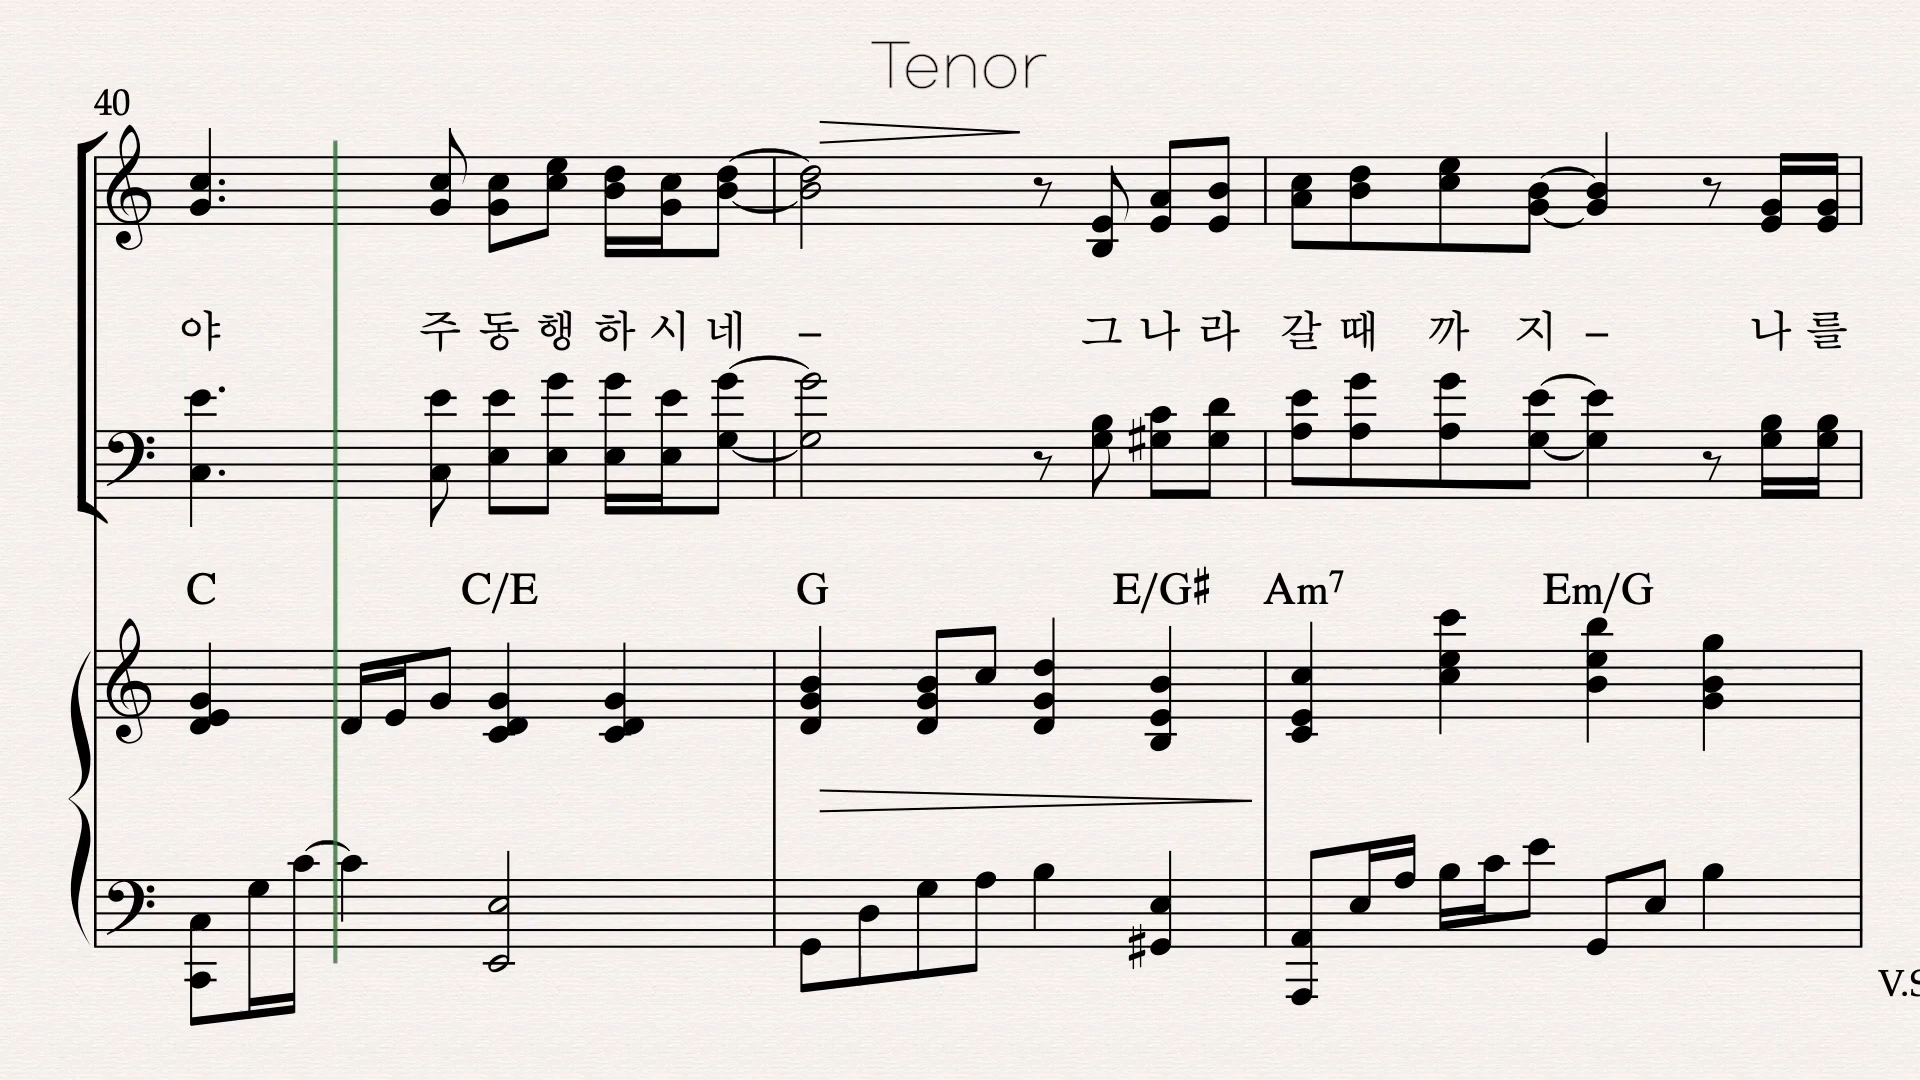 Tenor
40
야 주 동 행 하 시 네 – 그 나 라 갈 때 까 지 – 나 를
C C/E G E/G♯ Am⁷ Em/G
V.S